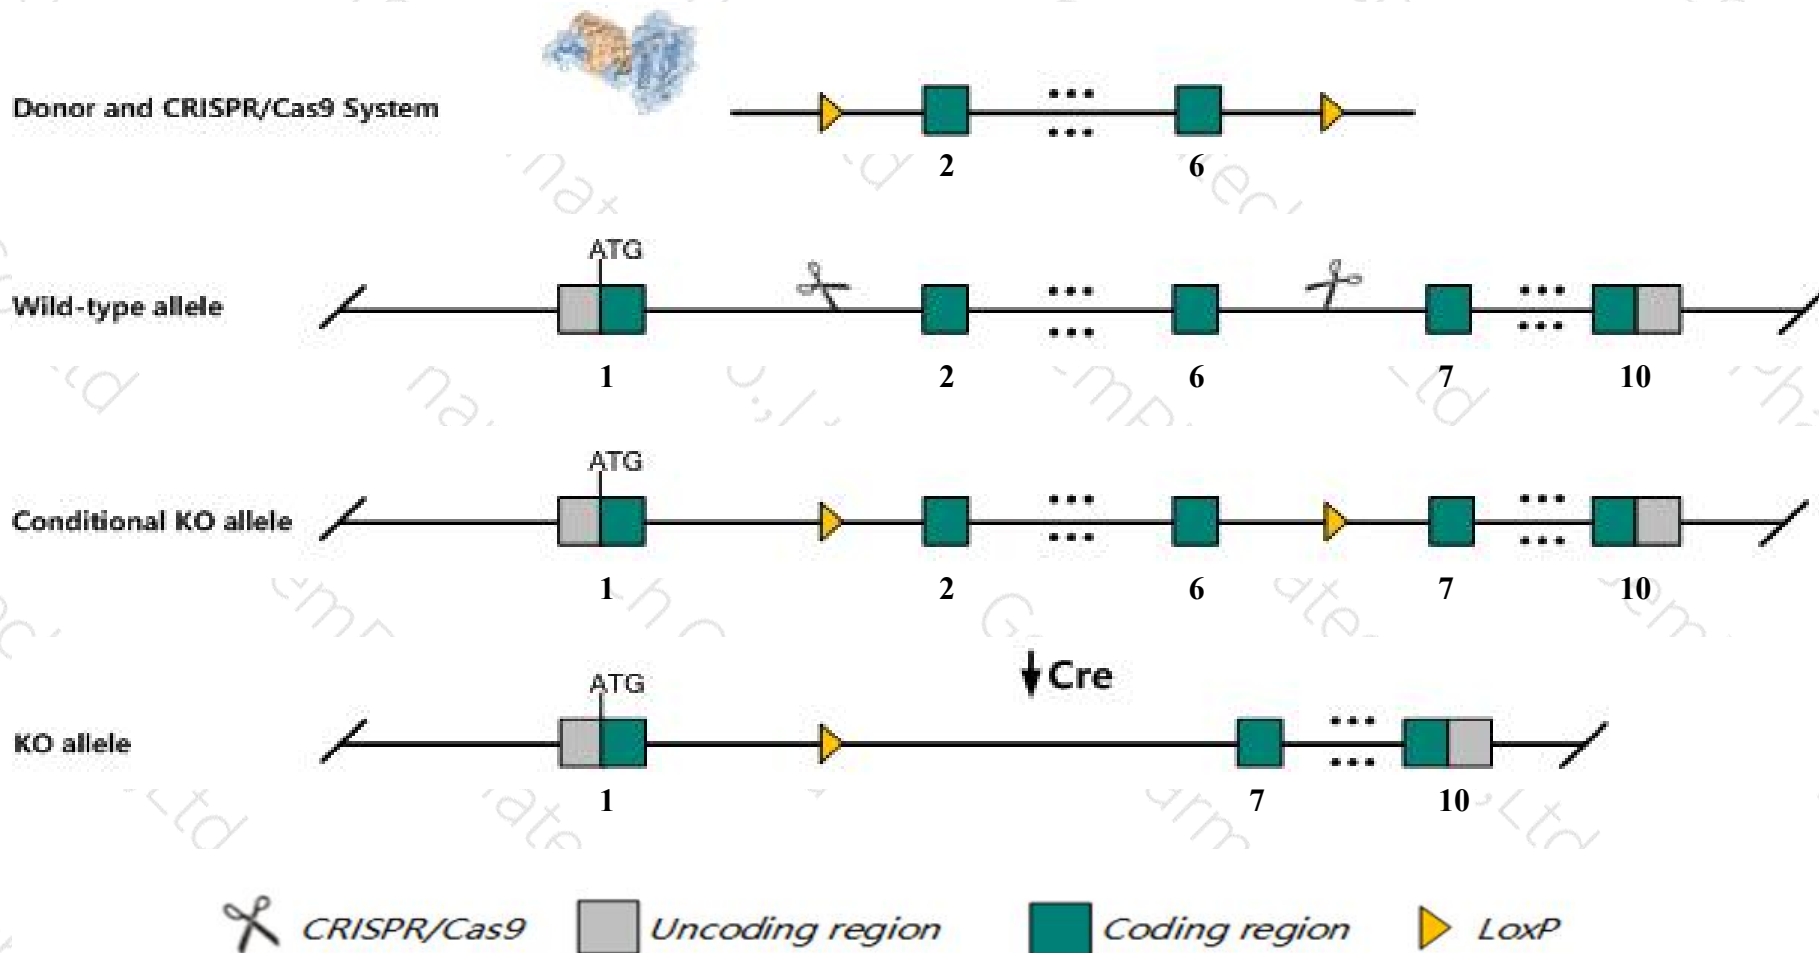 Donor and CRISPR/Cas9 System
2 6
ATG
Wild-type allele
1 2 6 7 10
ATG
Conditional KO allele
1 2 6 7 10
Cre
ATG
KO allele
1 7 10
CRISPR/Cas9 Uncoding region Coding region LoxP